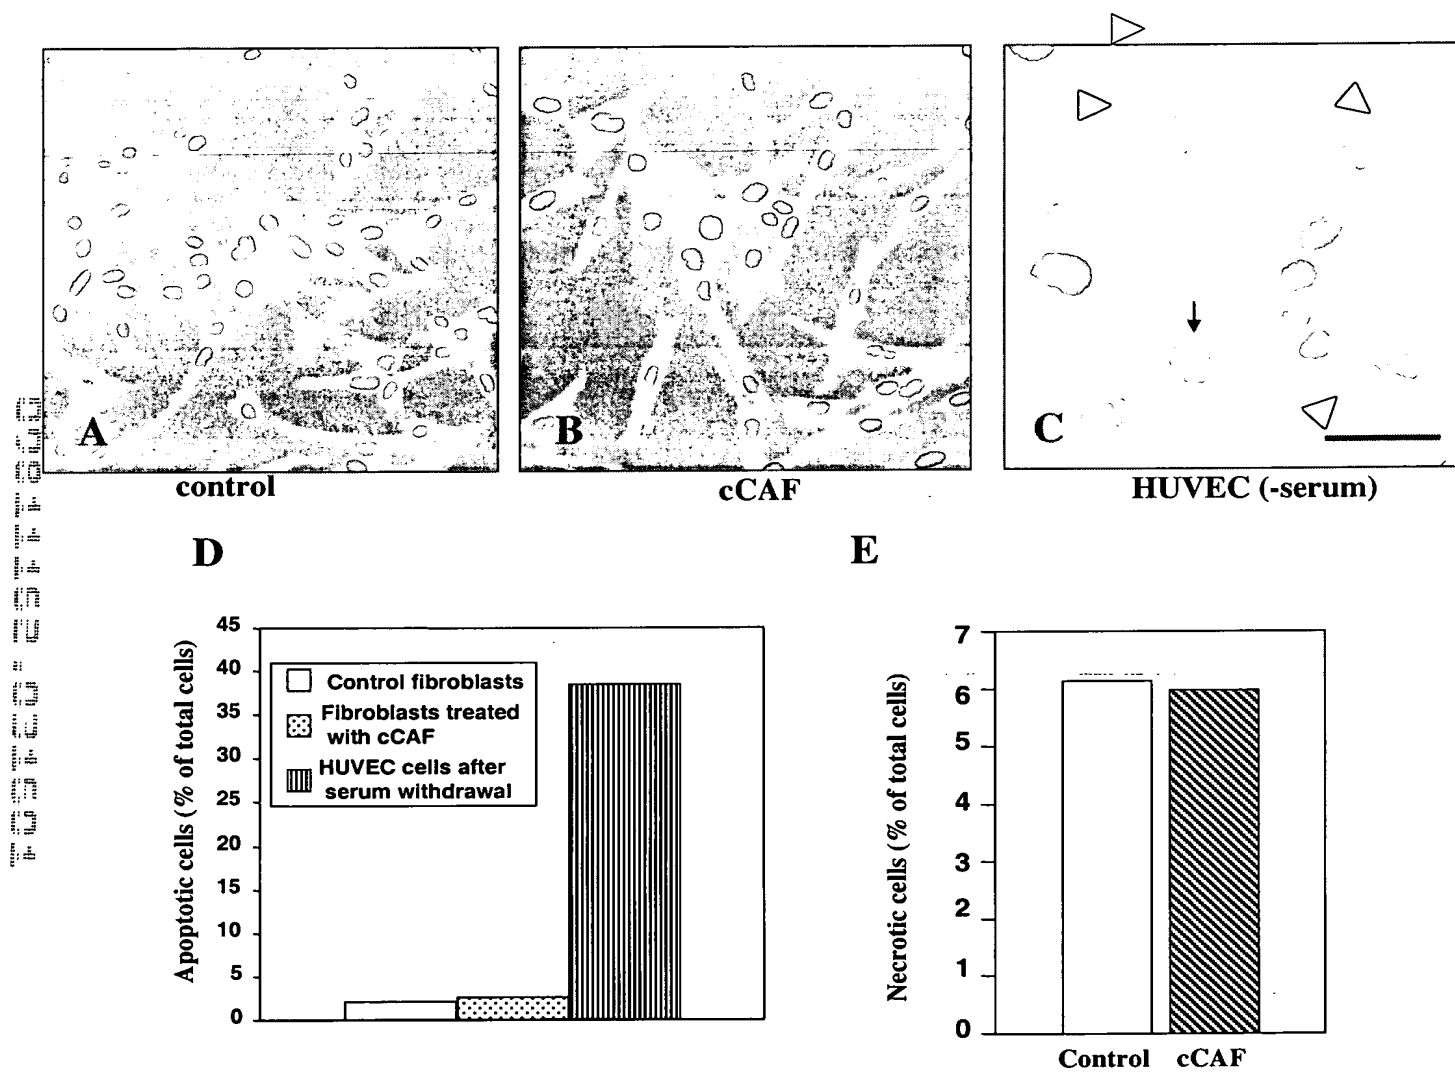 A
B
C
control
cCAF
HUVEC (-serum)
D
E
Apoptotic cells (% of total cells)
45
40
35
30
25
20
15
10
5
0
Control fibroblasts
Fibroblasts treated
with cCAF
HUVEC cells after
serum withdrawal
Necrotic cells (% of total cells)
7
6
5
4
3
2
1
0
Control
cCAF